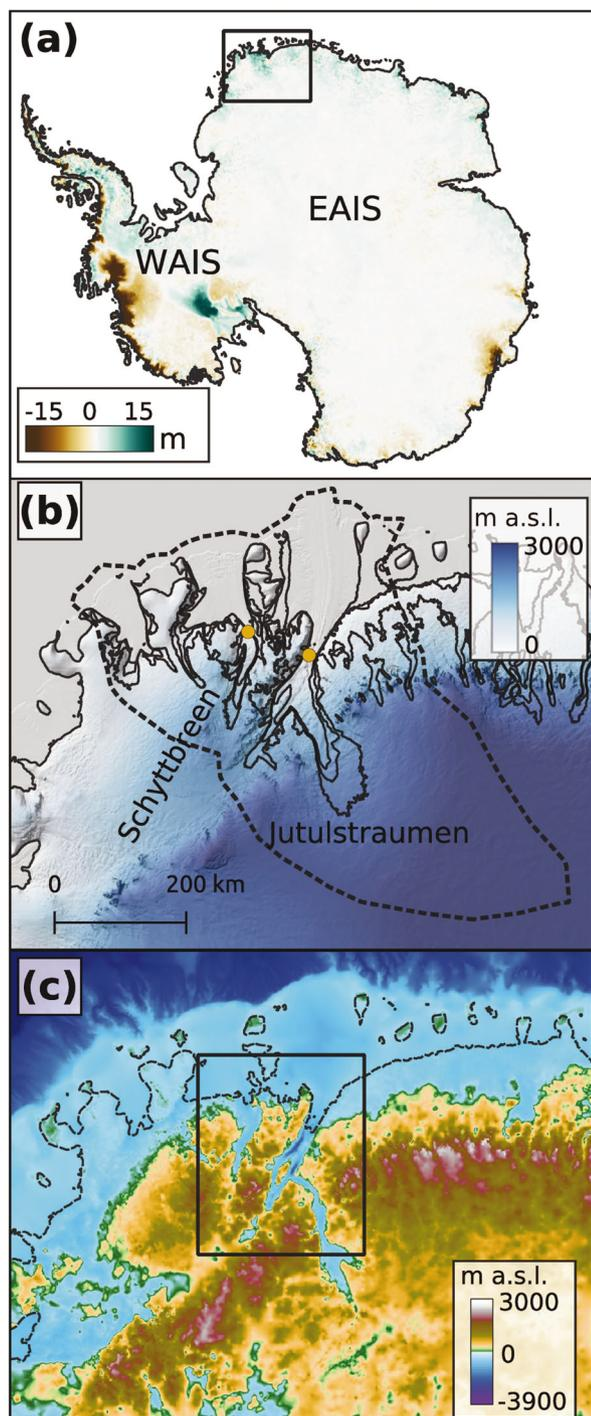 (a)
EAIS
WAIS
-15 0 15
m
(b)
m a.s.l.
3000
0
Schyttbreen
Jutulstraumen
0 200 km
(c)
m a.s.l.
3000
0
-3900